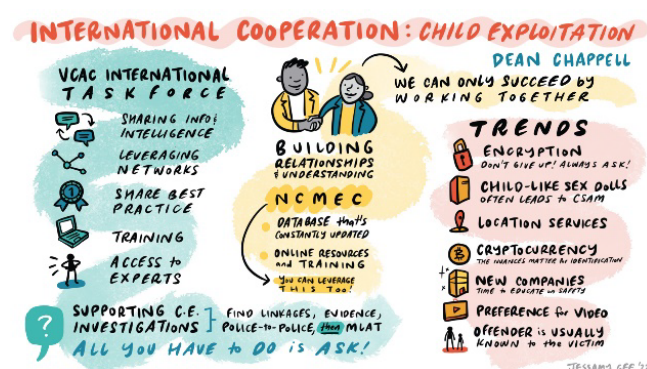 INTERNATIONAL COOPERATION: CHILD EXPLOITATION
DEAN CHAPPELL
VCAC INTERNATIONAL
TASK FORCE
SHARING INFO &
INTELLIGENCE
LEVERAGING
NETWORKS
SHARE BEST
PRACTICE
TRAINING
ACCESS to
EXPERTS
WE CAN ONLY SUCCEED by
WORKING TOGETHER
BUILDING
RELATIONSHIPS
& UNDERSTANDING
NCMEC
DATABASE that's
CONSTANTLY UPDATED
ONLINE RESOURCES
and TRAINING
YOU CAN LEVERAGE
THIS TOO!
TRENDS
ENCRYPTION
DON'T GIVE UP! ALWAYS ASK!
CHILD-LIKE SEX DOLLS
OFTEN LEADS to CSAM
LOCATION SERVICES
CRYPTOCURRENCY
THE NUANCES MATTER for IDENTIFICATION
NEW COMPANIES
TIME to EDUCATE on SAFETY
PREFERENCE for VIDEO
OFFENDER is USUALLY
KNOWN to the VICTIM
?
SUPPORTING C.E.
INVESTIGATIONS
FIND LINKAGES, EVIDENCE,
POLICE-to-POLICE, then MLAT
ALL YOU HAVE to DO is ASK!